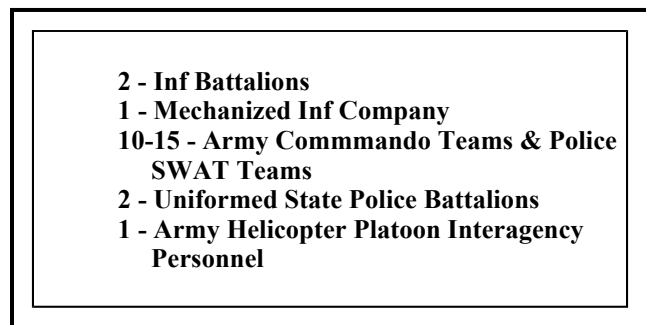 2 - Inf Battalions
1 - Mechanized Inf Company
10-15 - Army Commmando Teams & Police
SWAT Teams
2 - Uniformed State Police Battalions
1 - Army Helicopter Platoon Interagency
Personnel